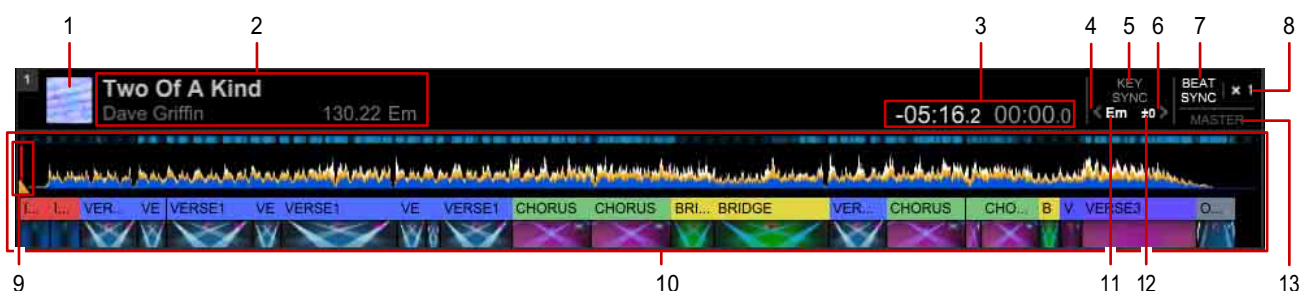 1 2 3 4 5 6 7 8
1
Two Of A Kind
Dave Griffin 130.22 Em
-05:16.2 00:00.0
KEY SYNC
< Em ±0 >
BEAT SYNC
× 1
MASTER
I... I... VER... VE VERSE1 VE VERSE1 VE VERSE1 CHORUS CHORUS BRI... BRIDGE VER... CHORUS CHO... B V. VERSE3 O...
9 10 11 12 13